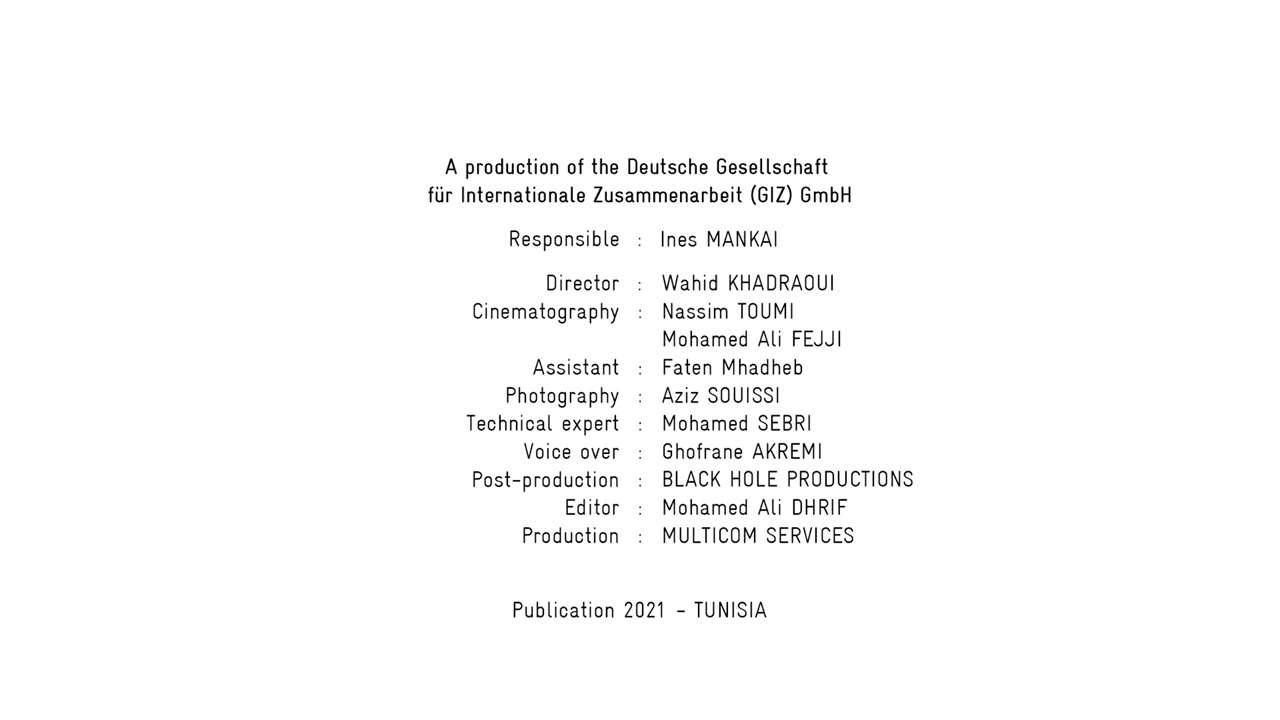 A production of the Deutsche Gesellschaft
für Internationale Zusammenarbeit (GIZ) GmbH
Responsible : Ines MANKAI
Director : Wahid KHADRAOUI
Cinematography : Nassim TOUMI
Mohamed Ali FEJJI
Assistant : Faten Mhadheb
Photography : Aziz SOUISSI
Technical expert : Mohamed SEBRI
Voice over : Ghofrane AKREMI
Post-production : BLACK HOLE PRODUCTIONS
Editor : Mohamed Ali DHRIF
Production : MULTICOM SERVICES
Publication 2021 - TUNISIA